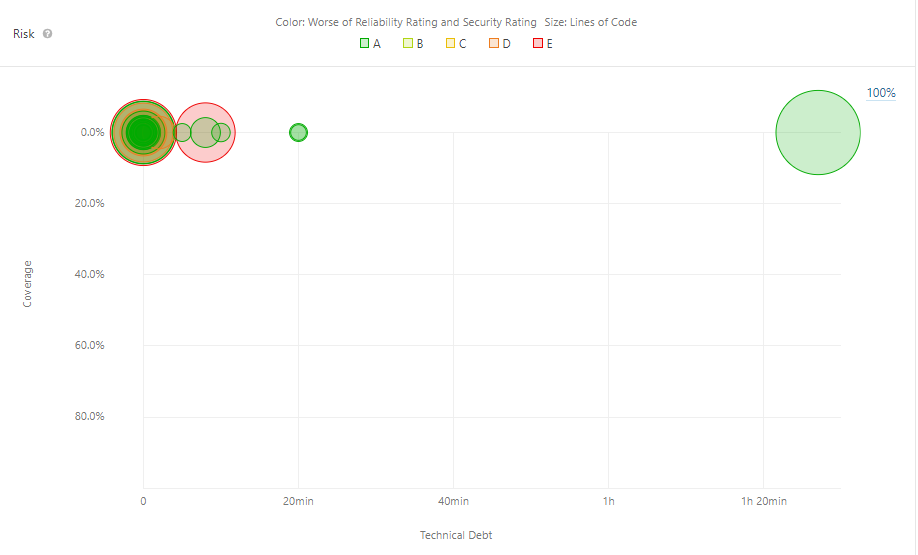 Risk ?
Color: Worse of Reliability Rating and Security Rating Size: Lines of Code
A B C D E
100%
0.0%
20.0%
40.0%
60.0%
80.0%
Coverage
0 20min 40min 1h 1h 20min
Technical Debt